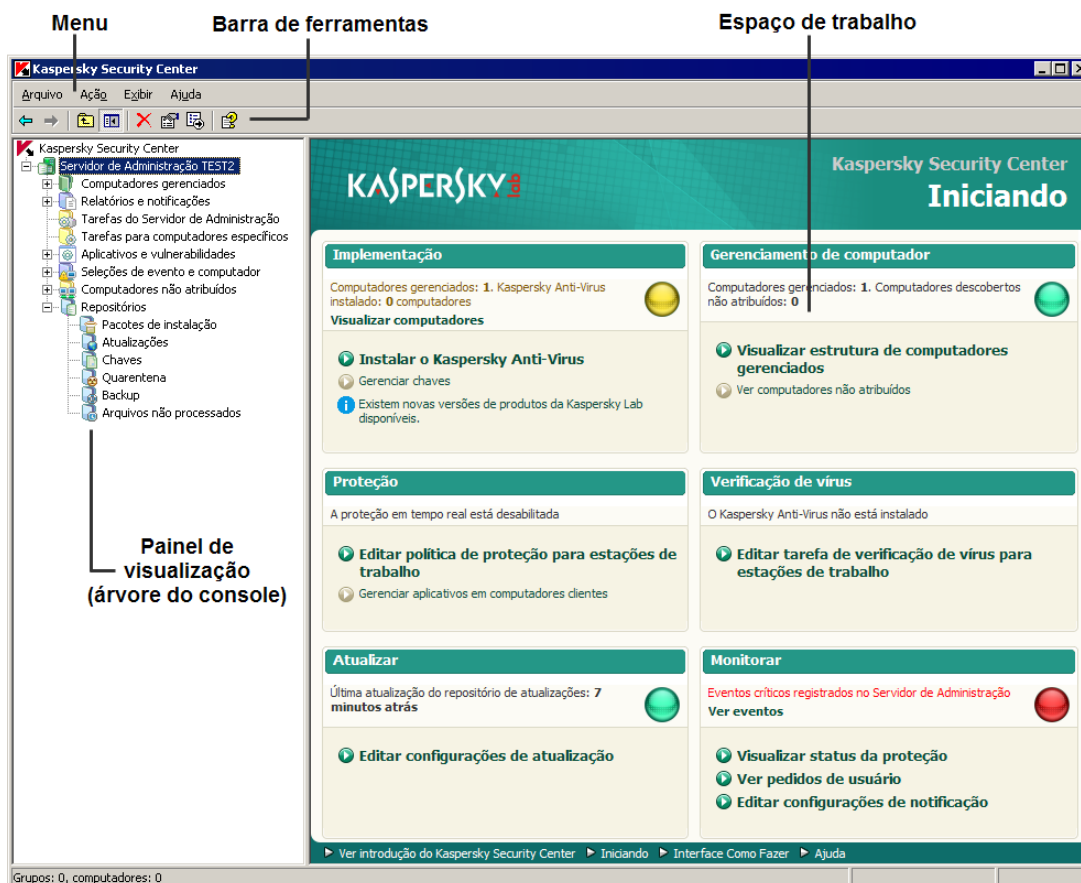 Menu
Barra de ferramentas
Espaço de trabalho
Kaspersky Security Center
Arquivo Ação Exibir Ajuda
Kaspersky Security Center
Servidor de Administração TEST2
Computadores gerenciados
Relatórios e notificações
Tarefas do Servidor de Administração
Tarefas para computadores específicos
Aplicativos e vulnerabilidades
Seleções de evento e computador
Computadores não atribuídos
Repositórios
Pacotes de instalação
Atualizações
Chaves
Quarentena
Backup
Arquivos não processados
Painel de
visualização
(árvore do console)
KASPERSKY lab
Kaspersky Security Center
Iniciando
Implementação
Computadores gerenciados: 1. Kaspersky Anti-Virus
instalado: 0 computadores
Visualizar computadores
Instalar o Kaspersky Anti-Virus
Gerenciar chaves
Existem novas versões de produtos da Kaspersky Lab
disponíveis.
Gerenciamento de computador
Computadores gerenciados: 1. Computadores descobertos
não atribuídos: 0
Visualizar estrutura de computadores
gerenciados
Ver computadores não atribuídos
Proteção
A proteção em tempo real está desabilitada
Editar política de proteção para estações de
trabalho
Gerenciar aplicativos em computadores clientes
Verificação de vírus
O Kaspersky Anti-Virus não está instalado
Editar tarefa de verificação de vírus para
estações de trabalho
Atualizar
Última atualização do repositório de atualizações: 7
minutos atrás
Editar configurações de atualização
Monitorar
Eventos críticos registrados no Servidor de Administração
Ver eventos
Visualizar status da proteção
Ver pedidos de usuário
Editar configurações de notificação
Ver introdução do Kaspersky Security Center Iniciando Interface Como Fazer Ajuda
Grupos: 0, computadores: 0